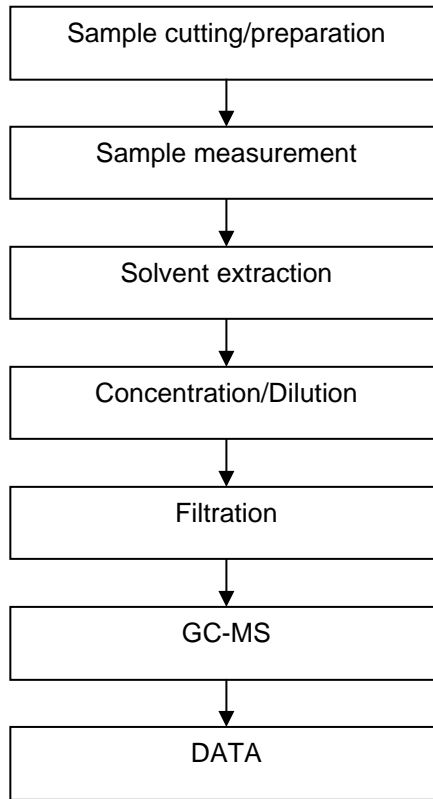 Sample cutting/preparation
Sample measurement
Solvent extraction
Concentration/Dilution
Filtration
GC-MS
DATA